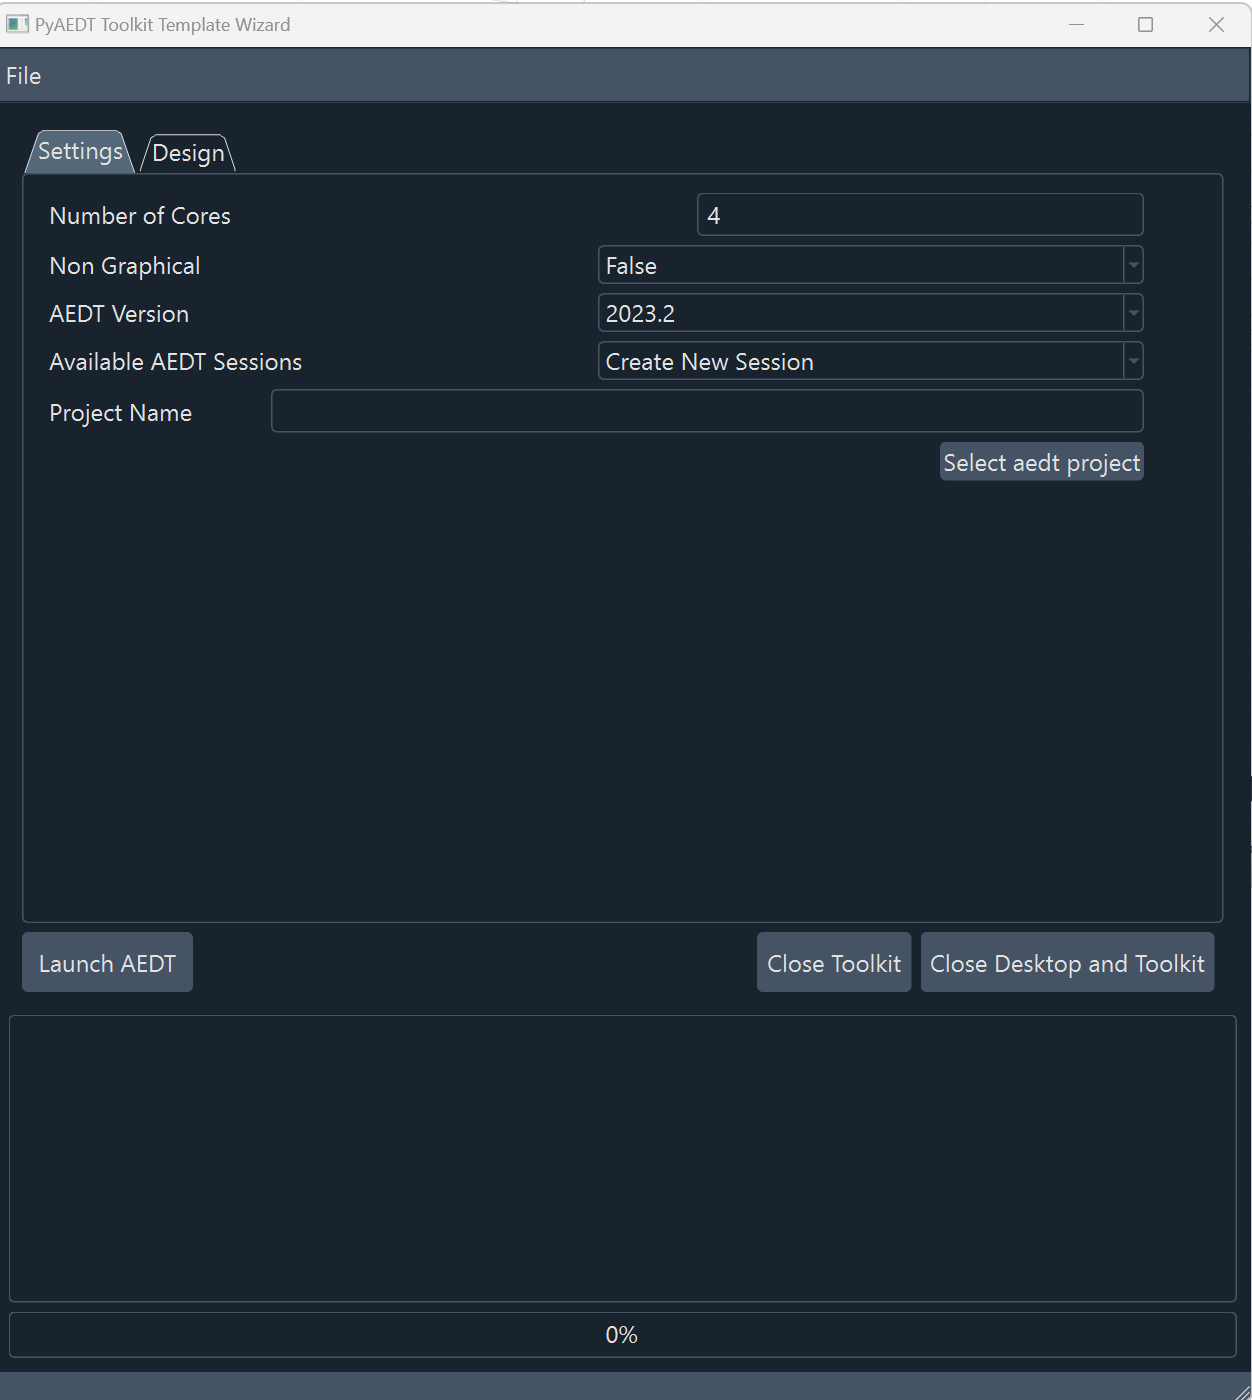 PyAEDT Toolkit Template Wizard
File
Settings Design
Number of Cores 4
Non Graphical False
AEDT Version 2023.2
Available AEDT Sessions Create New Session
Project Name
Select aedt project
Launch AEDT Close Toolkit Close Desktop and Toolkit
0%